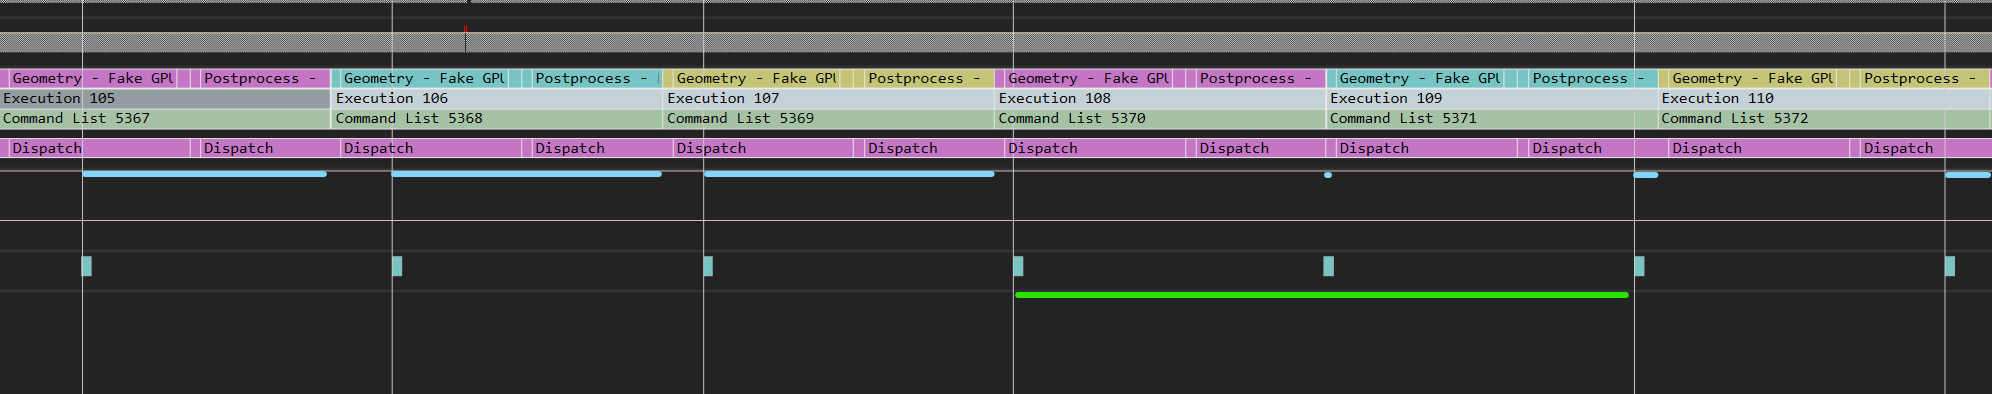 Geometry - Fake GPU Postprocess - Geometry - Fake GPU Postprocess - Geometry - Fake GPU Postprocess - Geometry - Fake GPU Postprocess - Geometry - Fake GPU Postprocess - Geometry - Fake GPU Postprocess -
Execution 105 Execution 106 Execution 107 Execution 108 Execution 109 Execution 110
Command List 5367 Command List 5368 Command List 5369 Command List 5370 Command List 5371 Command List 5372
Dispatch Dispatch Dispatch Dispatch Dispatch Dispatch Dispatch Dispatch Dispatch Dispatch Dispatch Dispatch